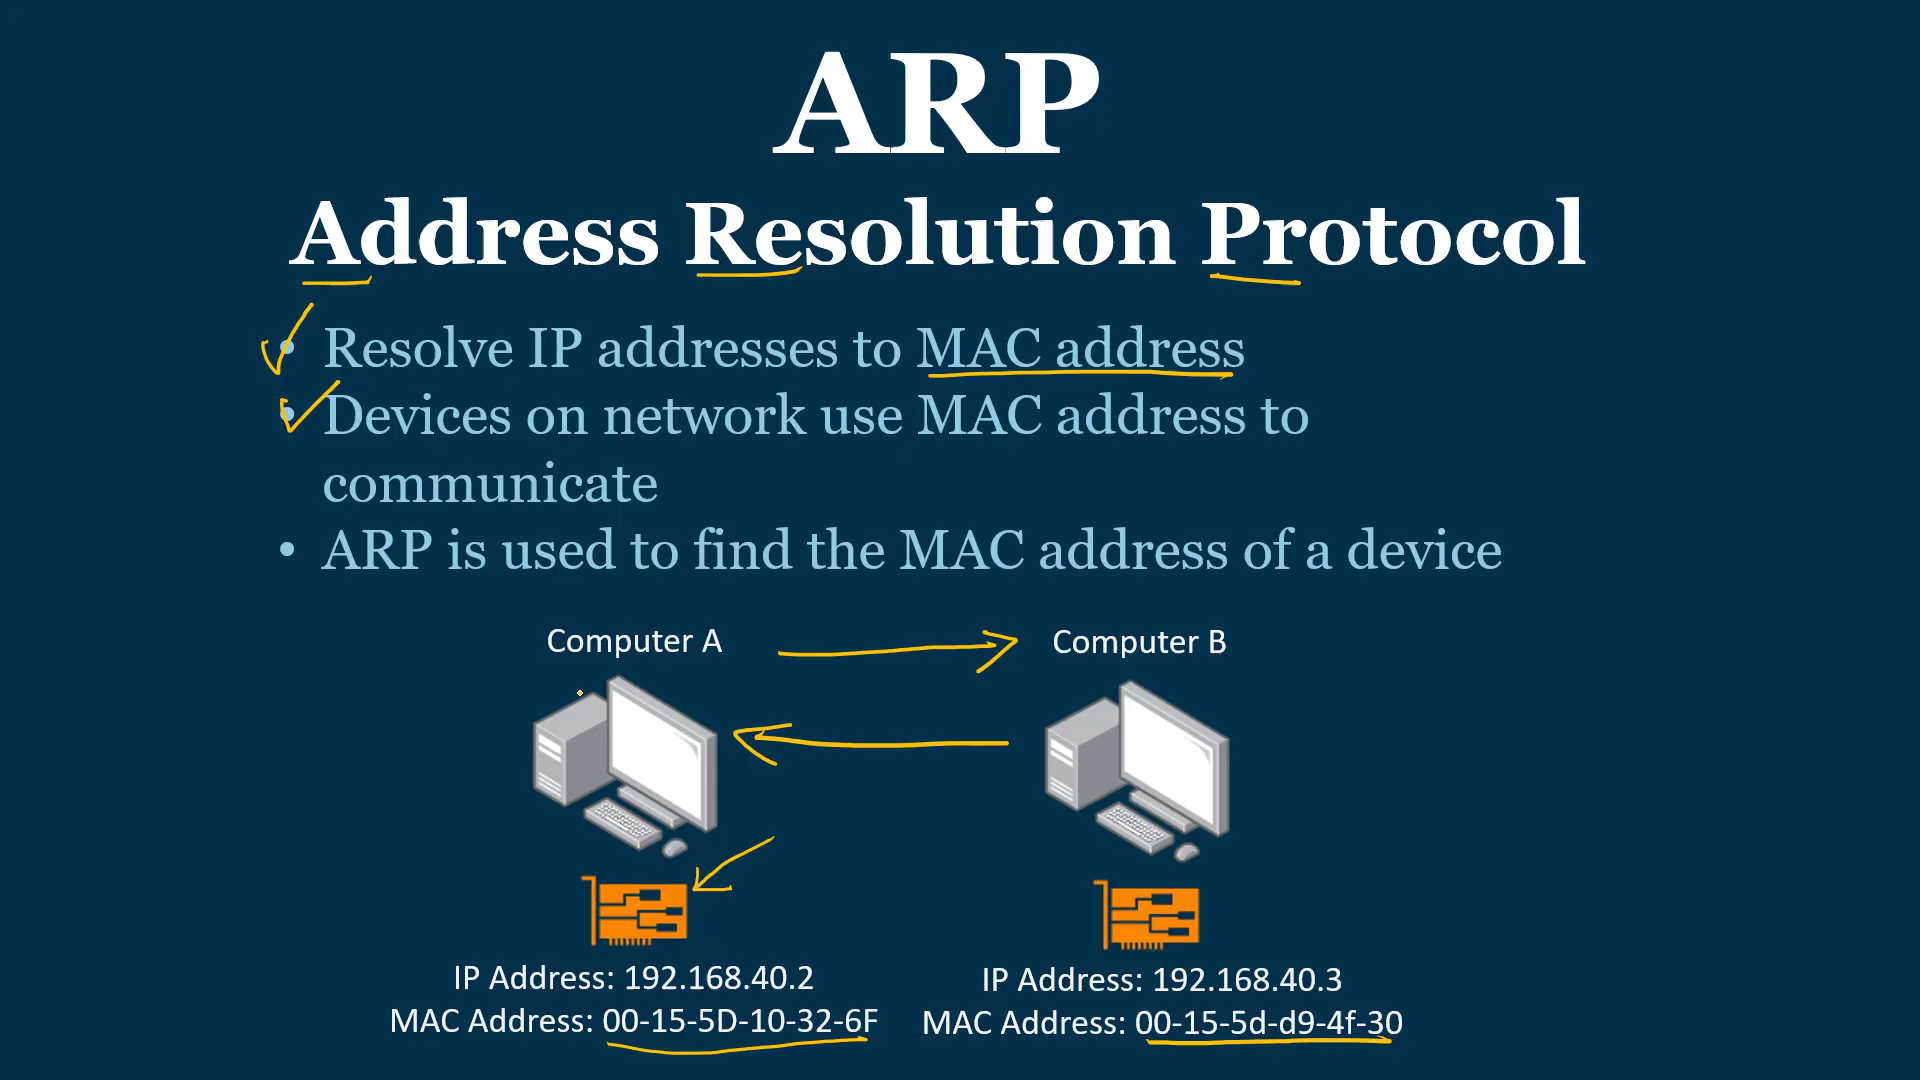 ARP
Address Resolution Protocol
• Resolve IP addresses to MAC address
• Devices on network use MAC address to
communicate
• ARP is used to find the MAC address of a device
Computer A
Computer B
IP Address: 192.168.40.2
MAC Address: 00-15-5D-10-32-6F
IP Address: 192.168.40.3
MAC Address: 00-15-5d-d9-4f-30